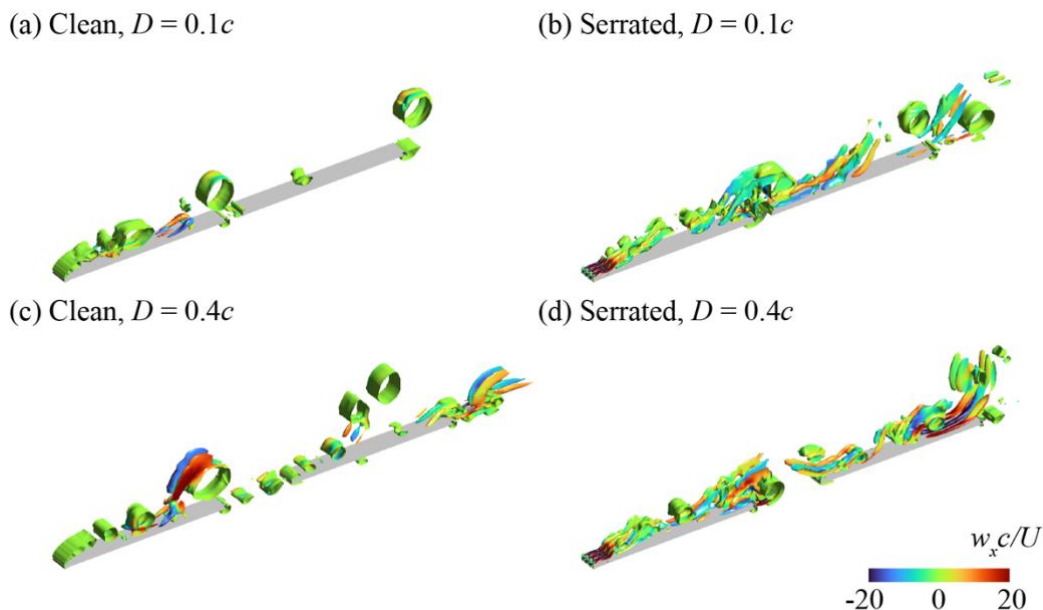 (a) Clean, D = 0.1c
(b) Serrated, D = 0.1c
(c) Clean, D = 0.4c
(d) Serrated, D = 0.4c
w_x c/U
-20 0 20